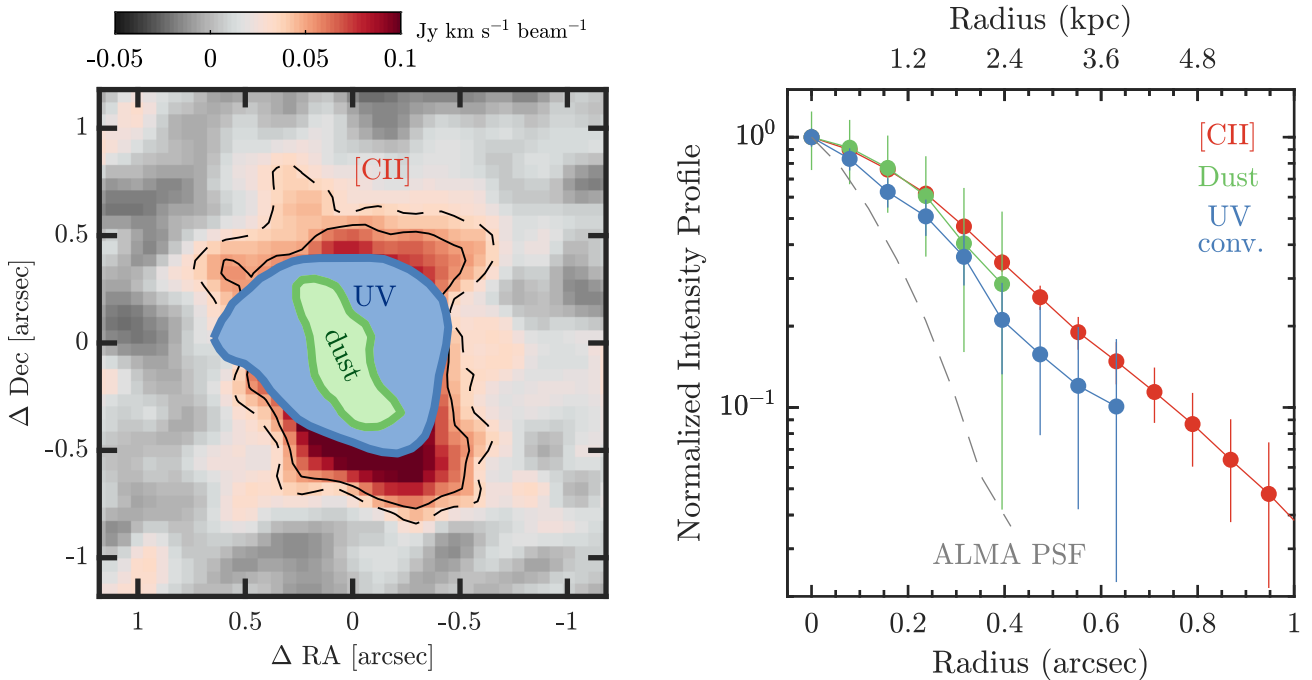 Jy km s⁻¹ beam⁻¹
-0.05 0 0.05 0.1
[CII]
UV
dust
1
0.5
0
-0.5
-1
Δ Dec [arcsec]
1 0.5 0 -0.5 -1
Δ RA [arcsec]
Radius (kpc)
1.2 2.4 3.6 4.8
[CII]
Dust
UV
conv.
ALMA PSF
10⁰
10⁻¹
Normalized Intensity Profile
0 0.2 0.4 0.6 0.8 1
Radius (arcsec)